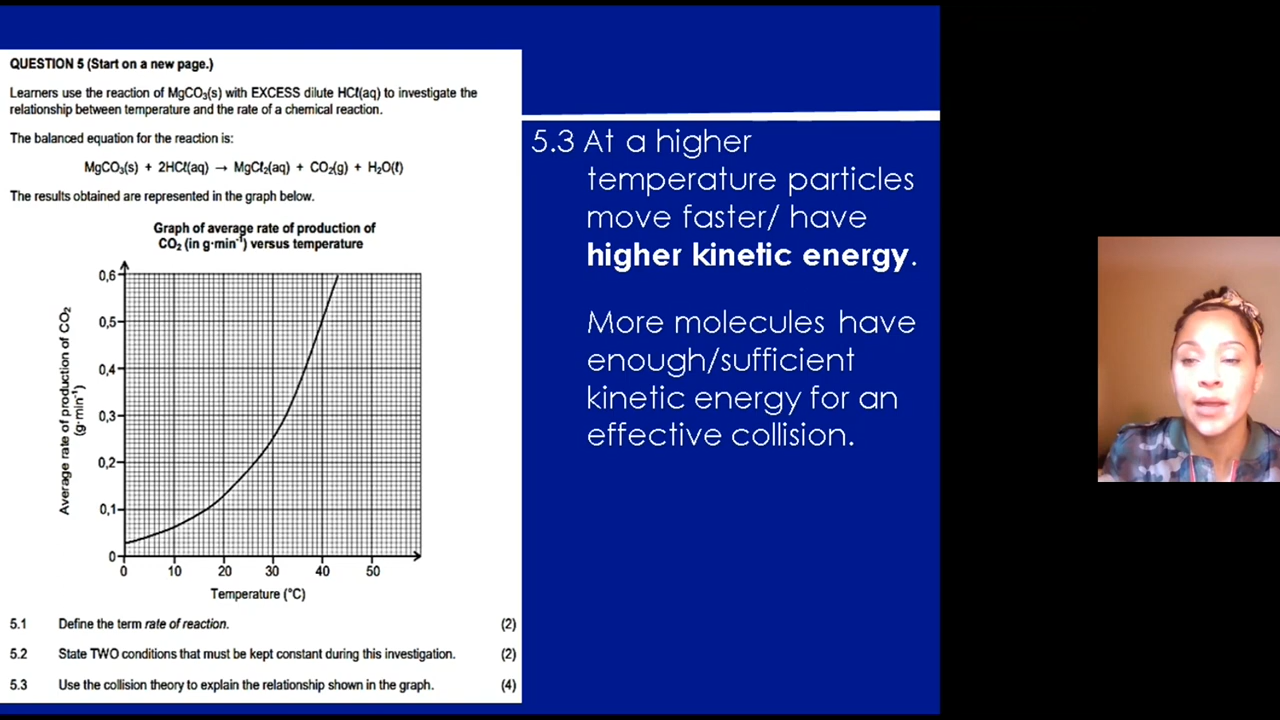 QUESTION 5 (Start on a new page.)
Learners use the reaction of MgCO₃(s) with EXCESS dilute HCℓ(aq) to investigate the
relationship between temperature and the rate of a chemical reaction.
The balanced equation for the reaction is:
MgCO₃(s) + 2HCℓ(aq) → MgCℓ₂(aq) + CO₂(g) + H₂O(ℓ)
The results obtained are represented in the graph below.
Graph of average rate of production of
CO₂ (in g·min⁻¹) versus temperature
Average rate of production of CO₂
(g·min⁻¹)
0,6
0,5
0,4
0,3
0,2
0,1
0
0 10 20 30 40 50
Temperature (°C)
5.1 Define the term rate of reaction. (2)
5.2 State TWO conditions that must be kept constant during this investigation. (2)
5.3 Use the collision theory to explain the relationship shown in the graph. (4)
5.3 At a higher
temperature particles
move faster/ have
higher kinetic energy.
More molecules have
enough/sufficient
kinetic energy for an
effective collision.